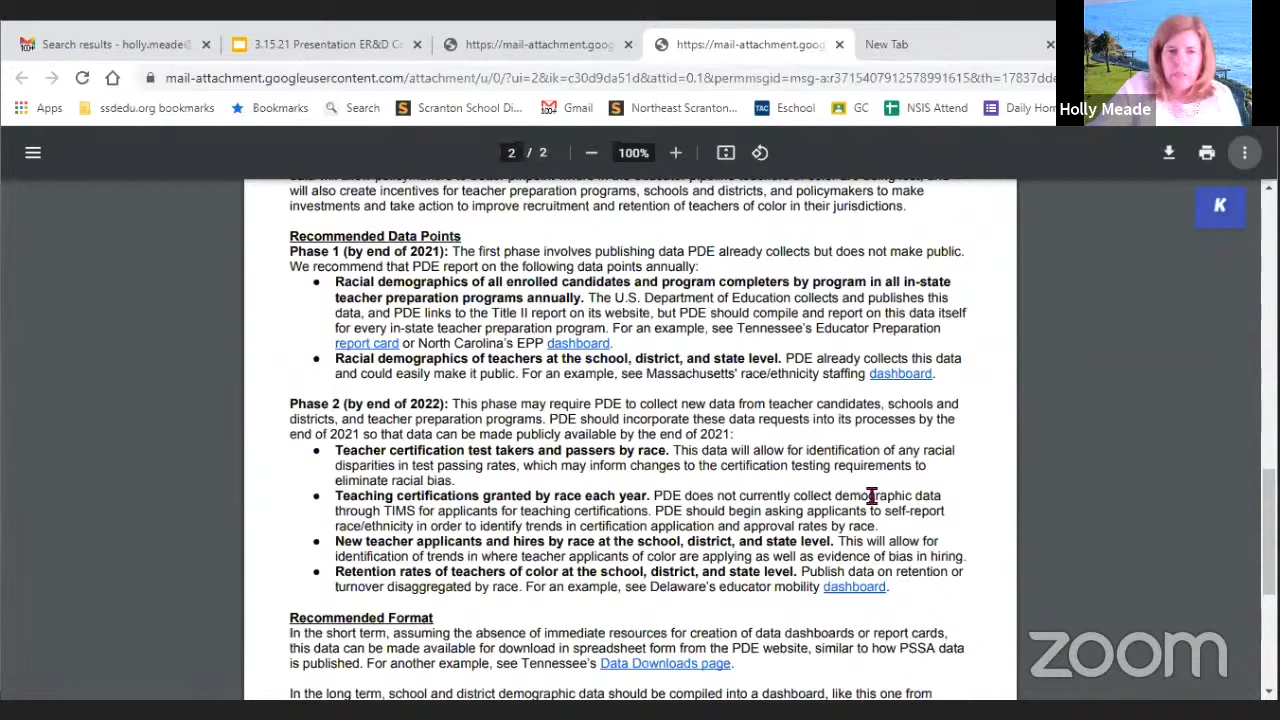 Search results - holly.meade@
3.15.21 Presentation ER&D C
https://mail-attachment.goog
https://mail-attachment.goog
New Tab
mail-attachment.googleusercontent.com/attachment/u/0/?ui=2&ik=c30d9da51d&attid=0.1&permmsgid=msg-a:r3715407912578991615&th=17837dde
Apps
ssdedu.org bookmarks
Bookmarks
Search
Scranton School Di...
100+ Gmail
Northeast Scranton...
TAC Eschool
GC
NSIS Attend
Daily Hom
Holly Meade
2 / 2
100%
K
will also create incentives for teacher preparation programs, schools and districts, and policymakers to make
investments and take action to improve recruitment and retention of teachers of color in their jurisdictions.
Recommended Data Points
Phase 1 (by end of 2021): The first phase involves publishing data PDE already collects but does not make public.
We recommend that PDE report on the following data points annually:
● Racial demographics of all enrolled candidates and program completers by program in all in-state
teacher preparation programs annually. The U.S. Department of Education collects and publishes this
data, and PDE links to the Title II report on its website, but PDE should compile and report on this data itself
for every in-state teacher preparation program. For an example, see Tennessee's Educator Preparation
report card or North Carolina's EPP dashboard.
● Racial demographics of teachers at the school, district, and state level. PDE already collects this data
and could easily make it public. For an example, see Massachusetts' race/ethnicity staffing dashboard.
Phase 2 (by end of 2022): This phase may require PDE to collect new data from teacher candidates, schools and
districts, and teacher preparation programs. PDE should incorporate these data requests into its processes by the
end of 2021 so that data can be made publicly available by the end of 2021:
● Teacher certification test takers and passers by race. This data will allow for identification of any racial
disparities in test passing rates, which may inform changes to the certification testing requirements to
eliminate racial bias.
● Teaching certifications granted by race each year. PDE does not currently collect demographic data
through TIMS for applicants for teaching certifications. PDE should begin asking applicants to self-report
race/ethnicity in order to identify trends in certification application and approval rates by race.
● New teacher applicants and hires by race at the school, district, and state level. This will allow for
identification of trends in where teacher applicants of color are applying as well as evidence of bias in hiring.
● Retention rates of teachers of color at the school, district, and state level. Publish data on retention or
turnover disaggregated by race. For an example, see Delaware's educator mobility dashboard.
Recommended Format
In the short term, assuming the absence of immediate resources for creation of data dashboards or report cards,
this data can be made available for download in spreadsheet form from the PDE website, similar to how PSSA data
is published. For another example, see Tennessee's Data Downloads page.
In the long term, school and district demographic data should be compiled into a dashboard, like this one from
zoom